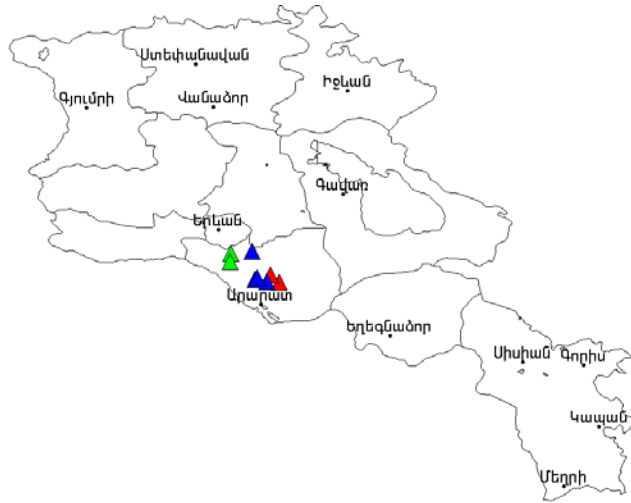 Ստեփանավան
Իջևան
Գյումրի
Վանաձոր
Գավառ
Երևան
Արարատ
Եղեգնաձոր
Սիսիան
Գորիս
Կապան
Մեղրի